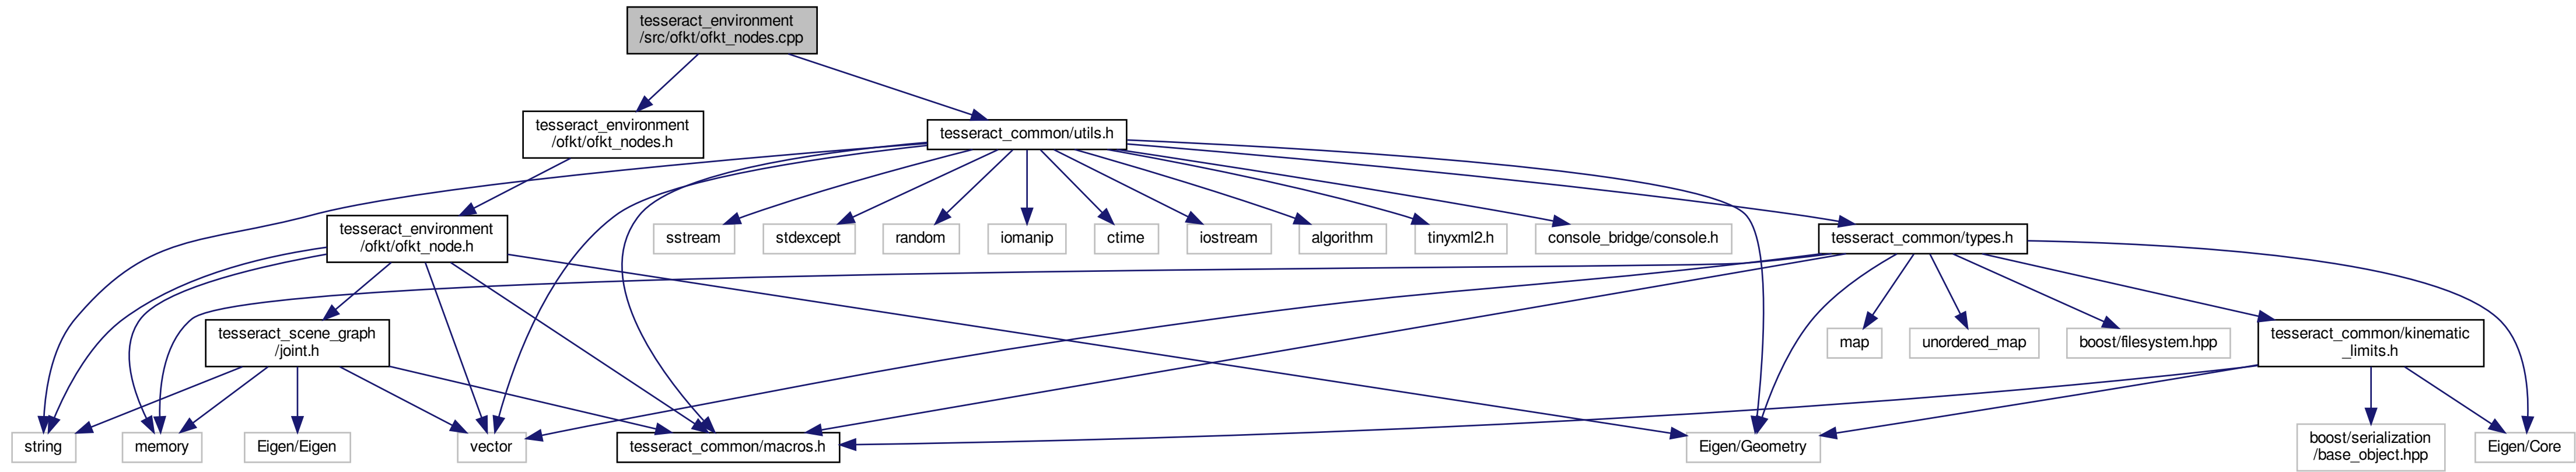 tesseract_environment
/src/ofkt/ofkt_nodes.cpp
tesseract_environment
/ofkt/ofkt_nodes.h
tesseract_common/utils.h
tesseract_environment
/ofkt/ofkt_node.h
sstream
stdexcept
random
iomanip
ctime
iostream
algorithm
tinyxml2.h
console_bridge/console.h
tesseract_common/types.h
tesseract_scene_graph
/joint.h
map
unordered_map
boost/filesystem.hpp
tesseract_common/kinematic
_limits.h
string
memory
Eigen/Eigen
vector
tesseract_common/macros.h
Eigen/Geometry
boost/serialization
/base_object.hpp
Eigen/Core